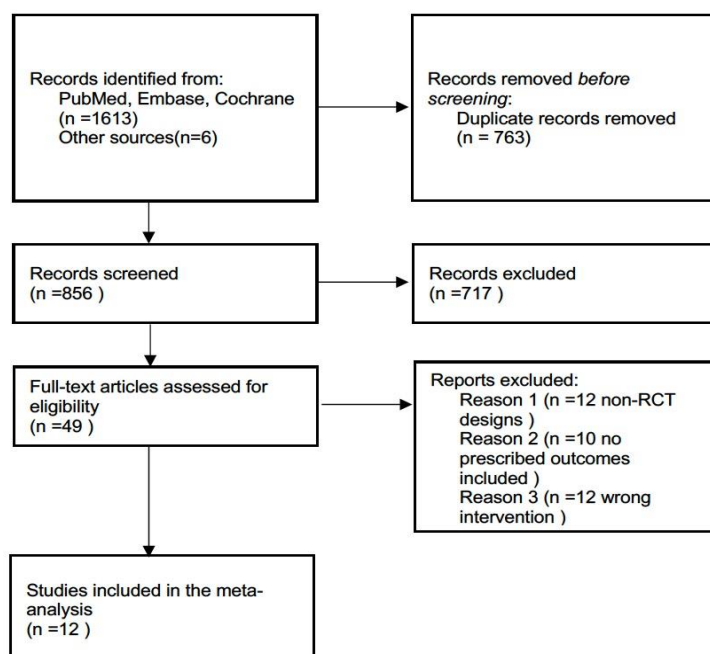 Records identified from:
PubMed, Embase, Cochrane
(n =1613)
Other sources(n=6)
Records removed before
screening:
Duplicate records removed
(n = 763)
Records screened
(n =856 )
Records excluded
(n =717 )
Full-text articles assessed for
eligibility
(n =49 )
Reports excluded:
Reason 1 (n =12 non-RCT
designs )
Reason 2 (n =10 no
prescribed outcomes
included )
Reason 3 (n =12 wrong
intervention )
Studies included in the meta-
analysis
(n =12 )